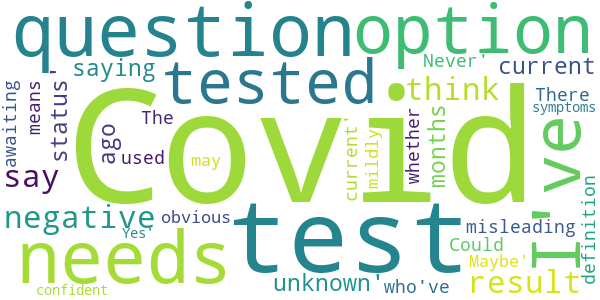 question
option
Covid
tested
test
needs
I've
saying
think
Never'
current
There
symptoms
awaiting
means
status'
ago
The
used
may
current'
mildly
whether
months
say
negative
Yes'
obvious
misleading
definition
Could
Maybe'
result
unknown'
who've
confident